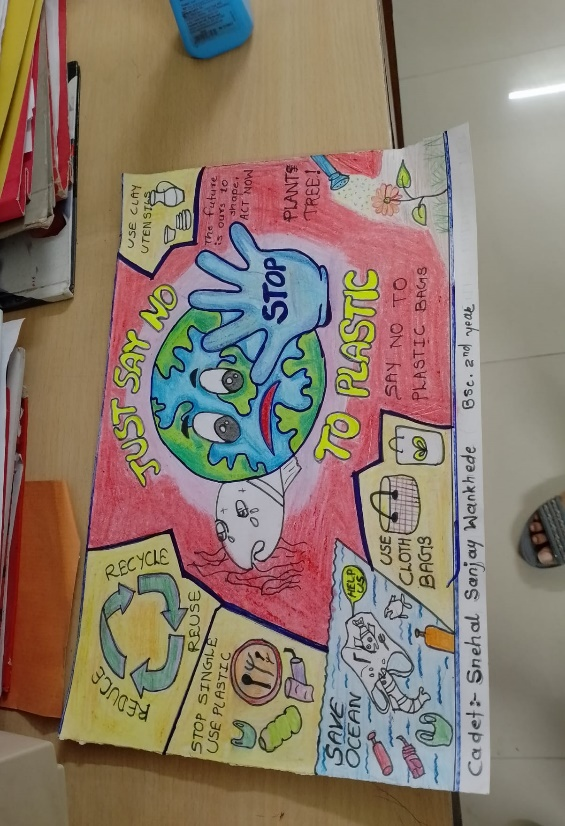 REDUCE
RECYCLE
REUSE
JUST SAY NO
USE CLAY
UTENSILS
The future
is ours to
shape.
ACT NOW
STOP SINGLE
USE PLASTIC
STOP
TO PLASTIC
PLANTS
TREE!
SAVE
OCEAN
HELP
US
USE
CLOTH
BAGS
SAY NO TO
PLASTIC BAGS
Cadet:- Snehal Sanjay Wankhede Bsc. 2nd year